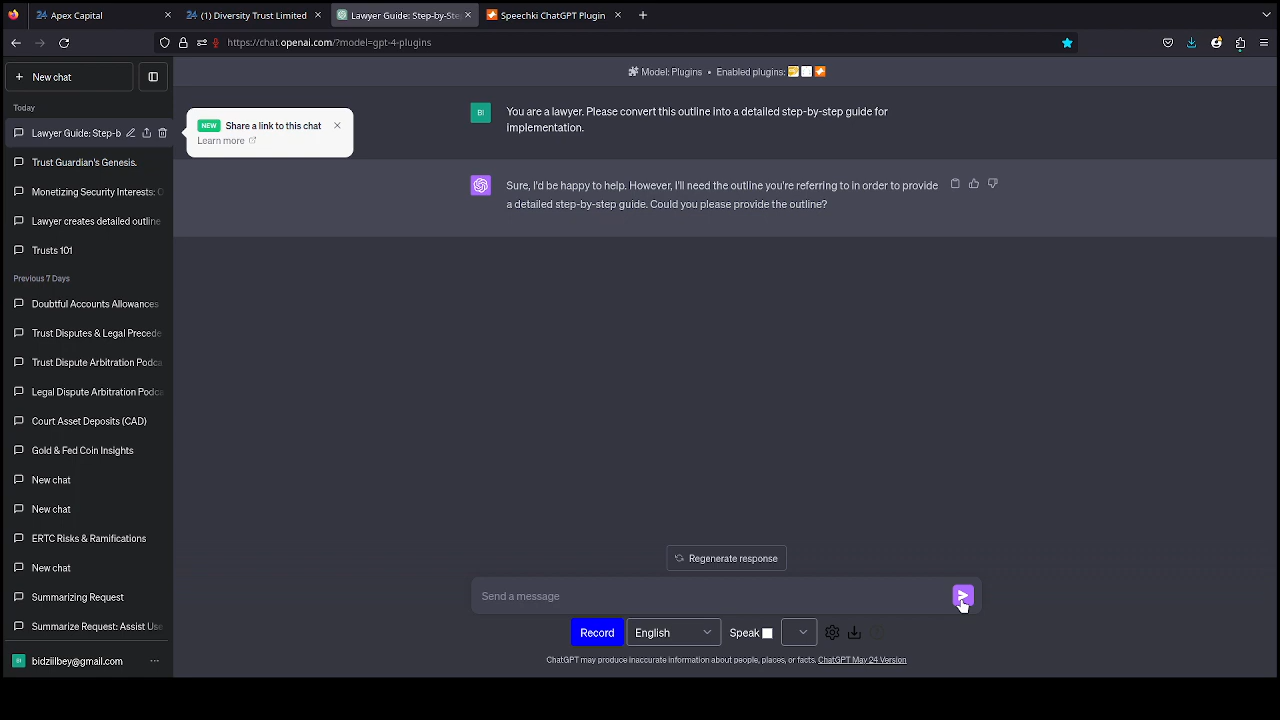 Apex Capital
(1) Diversity Trust Limited
Lawyer Guide: Step-by-Ste
Speechki ChatGPT Plugin
https://chat.openai.com/?model=gpt-4-plugins
New chat
Model: Plugins • Enabled plugins:
Today
Lawyer Guide: Step-b
Trust Guardian's Genesis.
Monetizing Security Interests: O
Lawyer creates detailed outline
Trusts 101
Previous 7 Days
Doubtful Accounts Allowances
Trust Disputes & Legal Precede
Trust Dispute Arbitration Podca
Legal Dispute Arbitration Podca
Court Asset Deposits (CAD)
Gold & Fed Coin Insights
New chat
New chat
ERTC Risks & Ramifications
New chat
Summarizing Request
Summarize Request: Assist Use
bidzillbey@gmail.com
NEW Share a link to this chat
Learn more
BI
You are a lawyer. Please convert this outline into a detailed step-by-step guide for
implementation.
Sure, I'd be happy to help. However, I'll need the outline you're referring to in order to provide
a detailed step-by-step guide. Could you please provide the outline?
Regenerate response
Send a message
Record English Speak
ChatGPT may produce inaccurate information about people, places, or facts. ChatGPT May 24 Version
BI